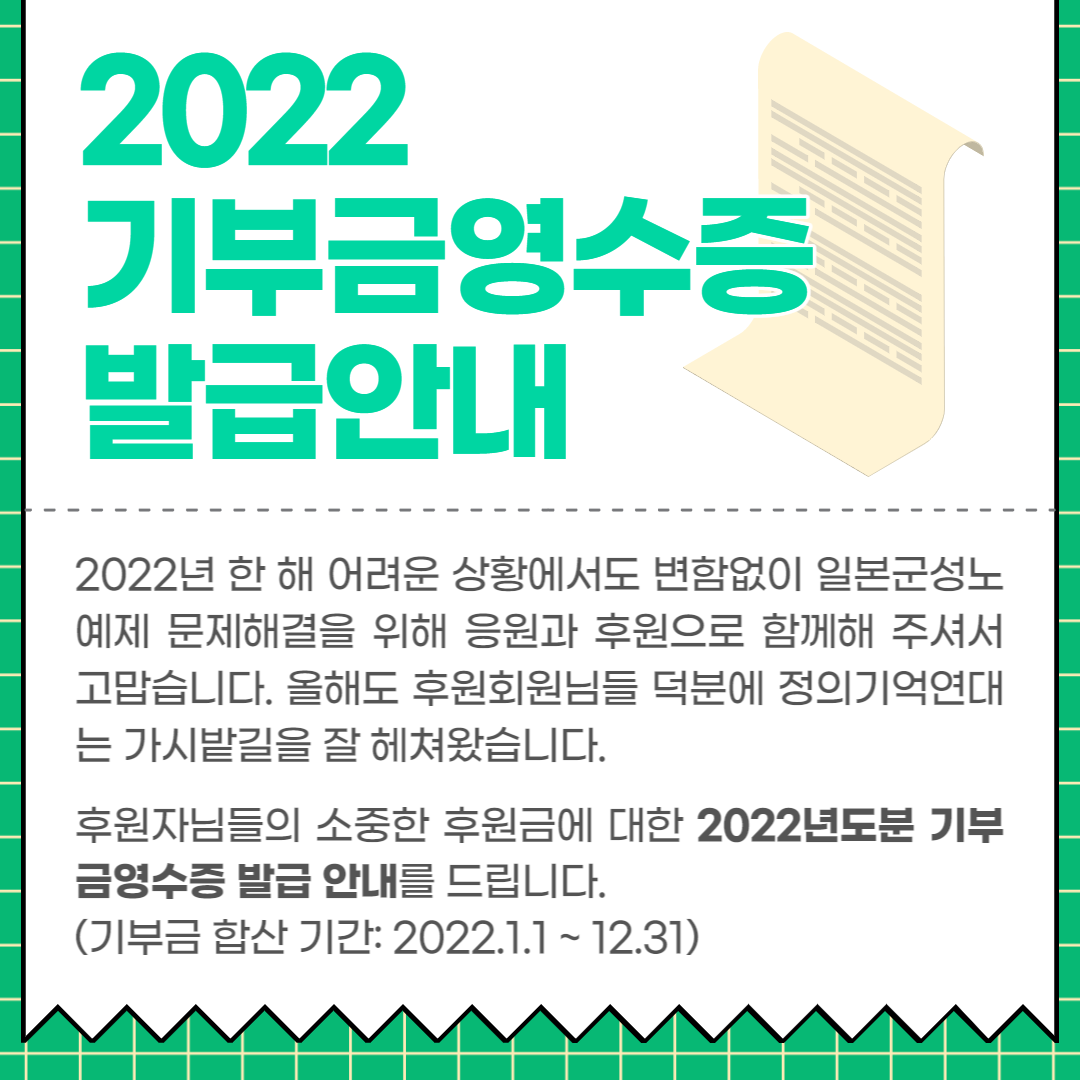 2022
기부금영수증
발급안내
2022년 한 해 어려운 상황에서도 변함없이 일본군성노
예제 문제해결을 위해 응원과 후원으로 함께해 주셔서
고맙습니다. 올해도 후원회원님들 덕분에 정의기억연대
는 가시밭길을 잘 헤쳐왔습니다.
후원자님들의 소중한 후원금에 대한 2022년도분 기부
금영수증 발급 안내를 드립니다.
(기부금 합산 기간: 2022.1.1 ~ 12.31)